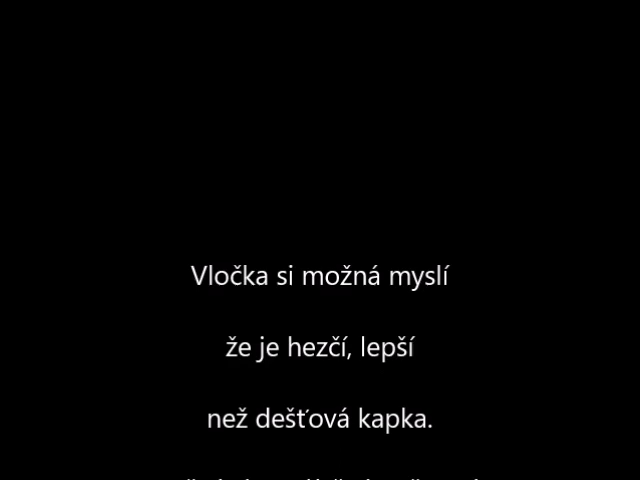 Vločka si možná myslí
že je hezčí, lepší
než dešťová kapka.